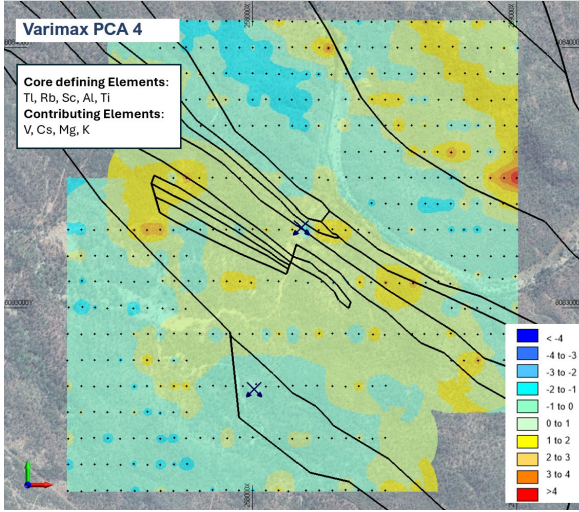 Varimax PCA 4
Core defining Elements:
Tl, Rb, Sc, Al, Ti
Contributing Elements:
V, Cs, Mg, K
8083000Y
< -4
-4 to -3
-3 to -2
-2 to -1
-1 to 0
0 to 1
1 to 2
2 to 3
3 to 4
>4